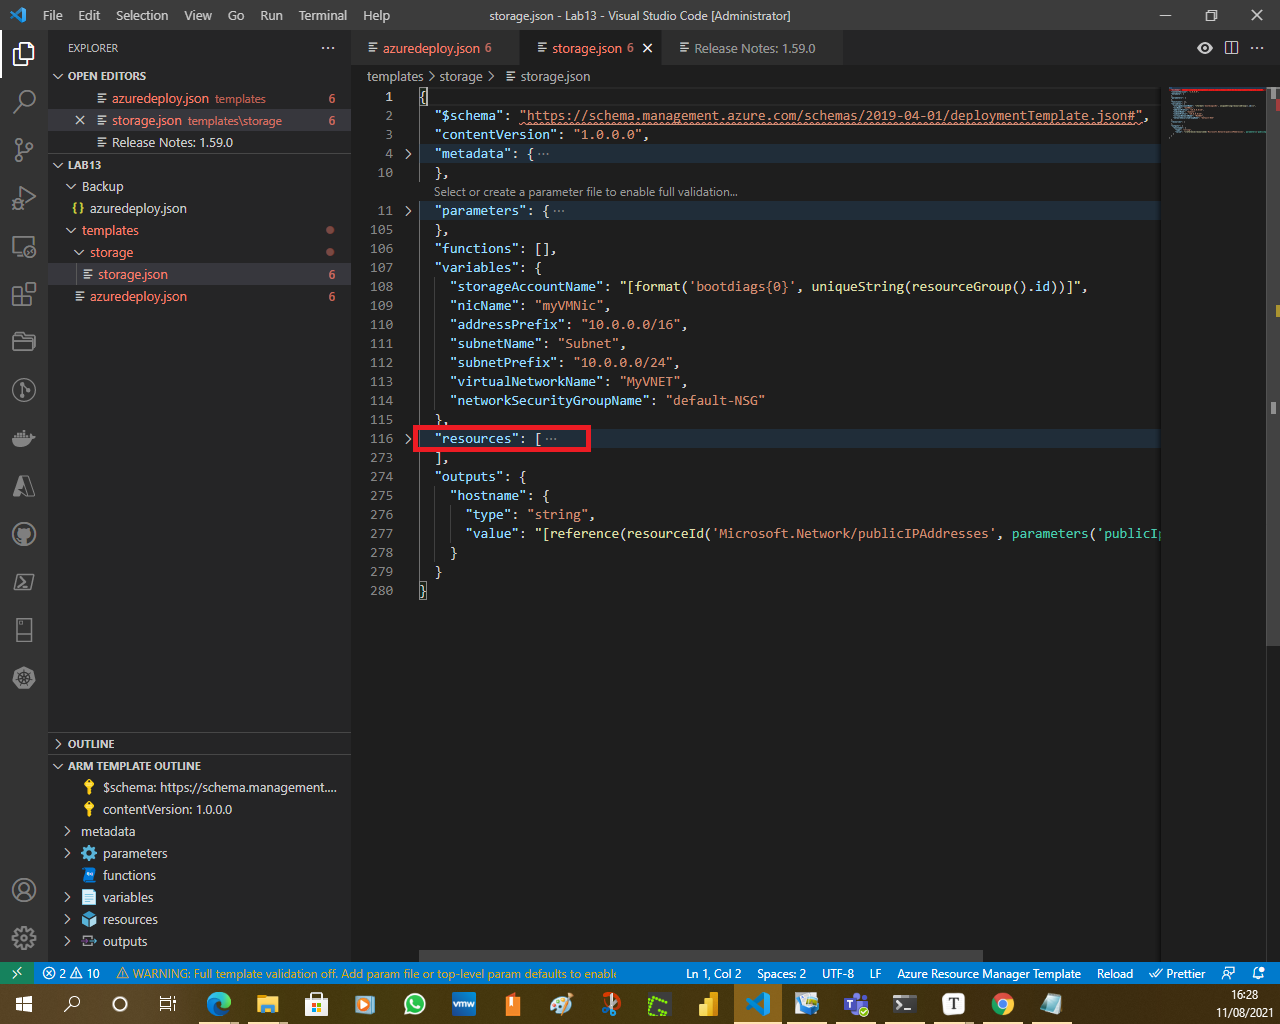 File Edit Selection View Go Run Terminal Help storage.json - Lab13 - Visual Studio Code [Administrator]
EXPLORER
OPEN EDITORS
azuredeploy.json templates 6
storage.json templates\storage 6
Release Notes: 1.59.0
LAB13
Backup
azuredeploy.json
templates
storage
storage.json 6
azuredeploy.json 6
OUTLINE
ARM TEMPLATE OUTLINE
$schema: https://schema.management....
contentVersion: 1.0.0.0
metadata
parameters
functions
variables
resources
outputs
azuredeploy.json 6 storage.json 6 Release Notes: 1.59.0
templates > storage > storage.json
1 {
2 "$schema": "https://schema.management.azure.com/schemas/2019-04-01/deploymentTemplate.json#",
3 "contentVersion": "1.0.0.0",
4 "metadata": { ...
10 },
Select or create a parameter file to enable full validation...
11 "parameters": { ...
105 },
106 "functions": [],
107 "variables": {
108 "storageAccountName": "[format('bootdiags{0}', uniqueString(resourceGroup().id))]",
109 "nicName": "myVMNic",
110 "addressPrefix": "10.0.0.0/16",
111 "subnetName": "Subnet",
112 "subnetPrefix": "10.0.0.0/24",
113 "virtualNetworkName": "MyVNET",
114 "networkSecurityGroupName": "default-NSG"
115 },
116 "resources": [ ...
273 ],
274 "outputs": {
275 "hostname": {
276 "type": "string",
277 "value": "[reference(resourceId('Microsoft.Network/publicIPAddresses', parameters('publicIp
278 }
279 }
280 }
2 10 WARNING: Full template validation off. Add param file or top-level param defaults to enable Ln 1, Col 2 Spaces: 2 UTF-8 LF Azure Resource Manager Template Reload Prettier
vmw T
16:28
11/08/2021